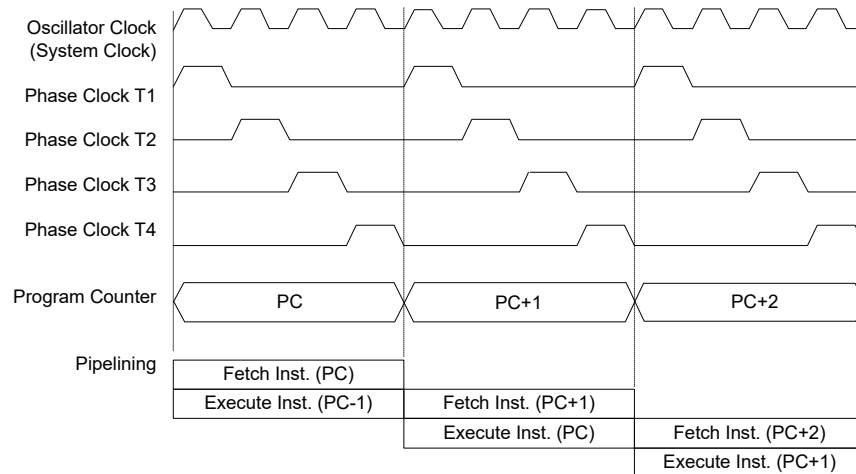 Oscillator Clock
(System Clock)
Phase Clock T1
Phase Clock T2
Phase Clock T3
Phase Clock T4
Program Counter
PC
PC+1
PC+2
Pipelining
Fetch Inst. (PC)
Execute Inst. (PC-1)
Fetch Inst. (PC+1)
Execute Inst. (PC)
Fetch Inst. (PC+2)
Execute Inst. (PC+1)